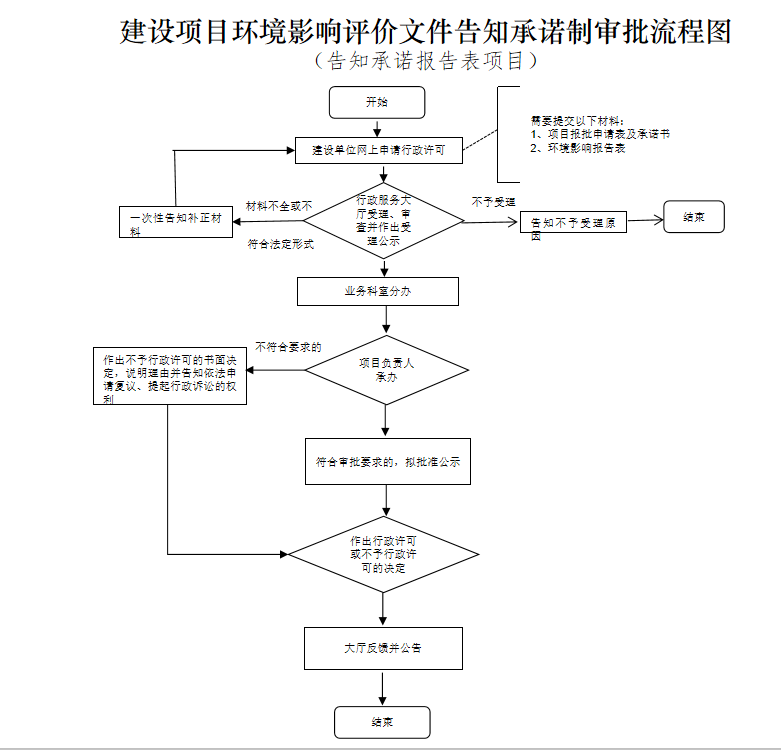 建设项目环境影响评价文件告知承诺制审批流程图
（告知承诺报告表项目）
开始
需要提交以下材料：
1、项目报批申请表及承诺书
2、环境影响报告表
建设单位网上申请行政许可
行政服务大
厅受理、审
查并作出受
理公示
材料不全或不
符合法定形式
一次性告知补正材
料
不予受理
告知不予受理原
因
结束
业务科室分办
项目负责人
承办
不符合要求的
作出不予行政许可的书面决
定，说明理由并告知依法申
请复议、提起行政诉讼的权
利
符合审批要求的，拟批准公示
作出行政许可
或不予行政许
可的决定
大厅反馈并公告
结束